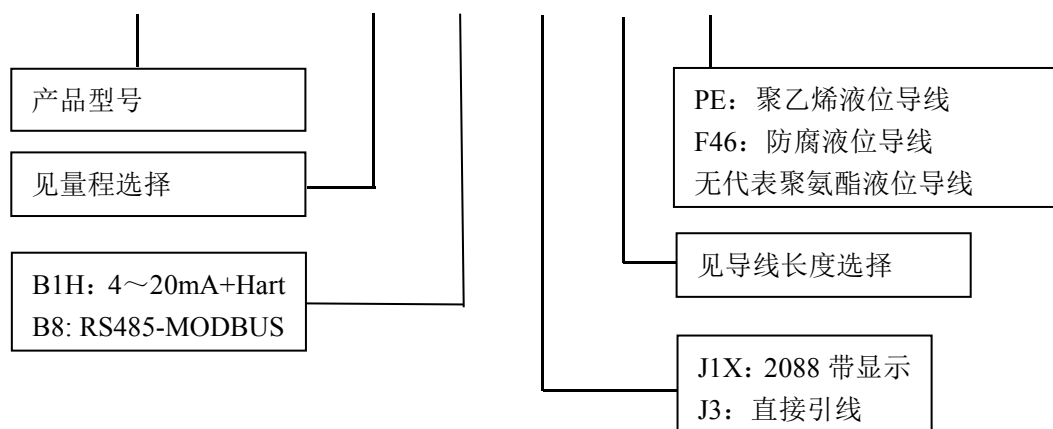 产品型号
见量程选择
B1H：4～20mA+Hart
B8: RS485-MODBUS
PE：聚乙烯液位导线
F46：防腐液位导线
无代表聚氨酯液位导线
见导线长度选择
J1X：2088 带显示
J3：直接引线